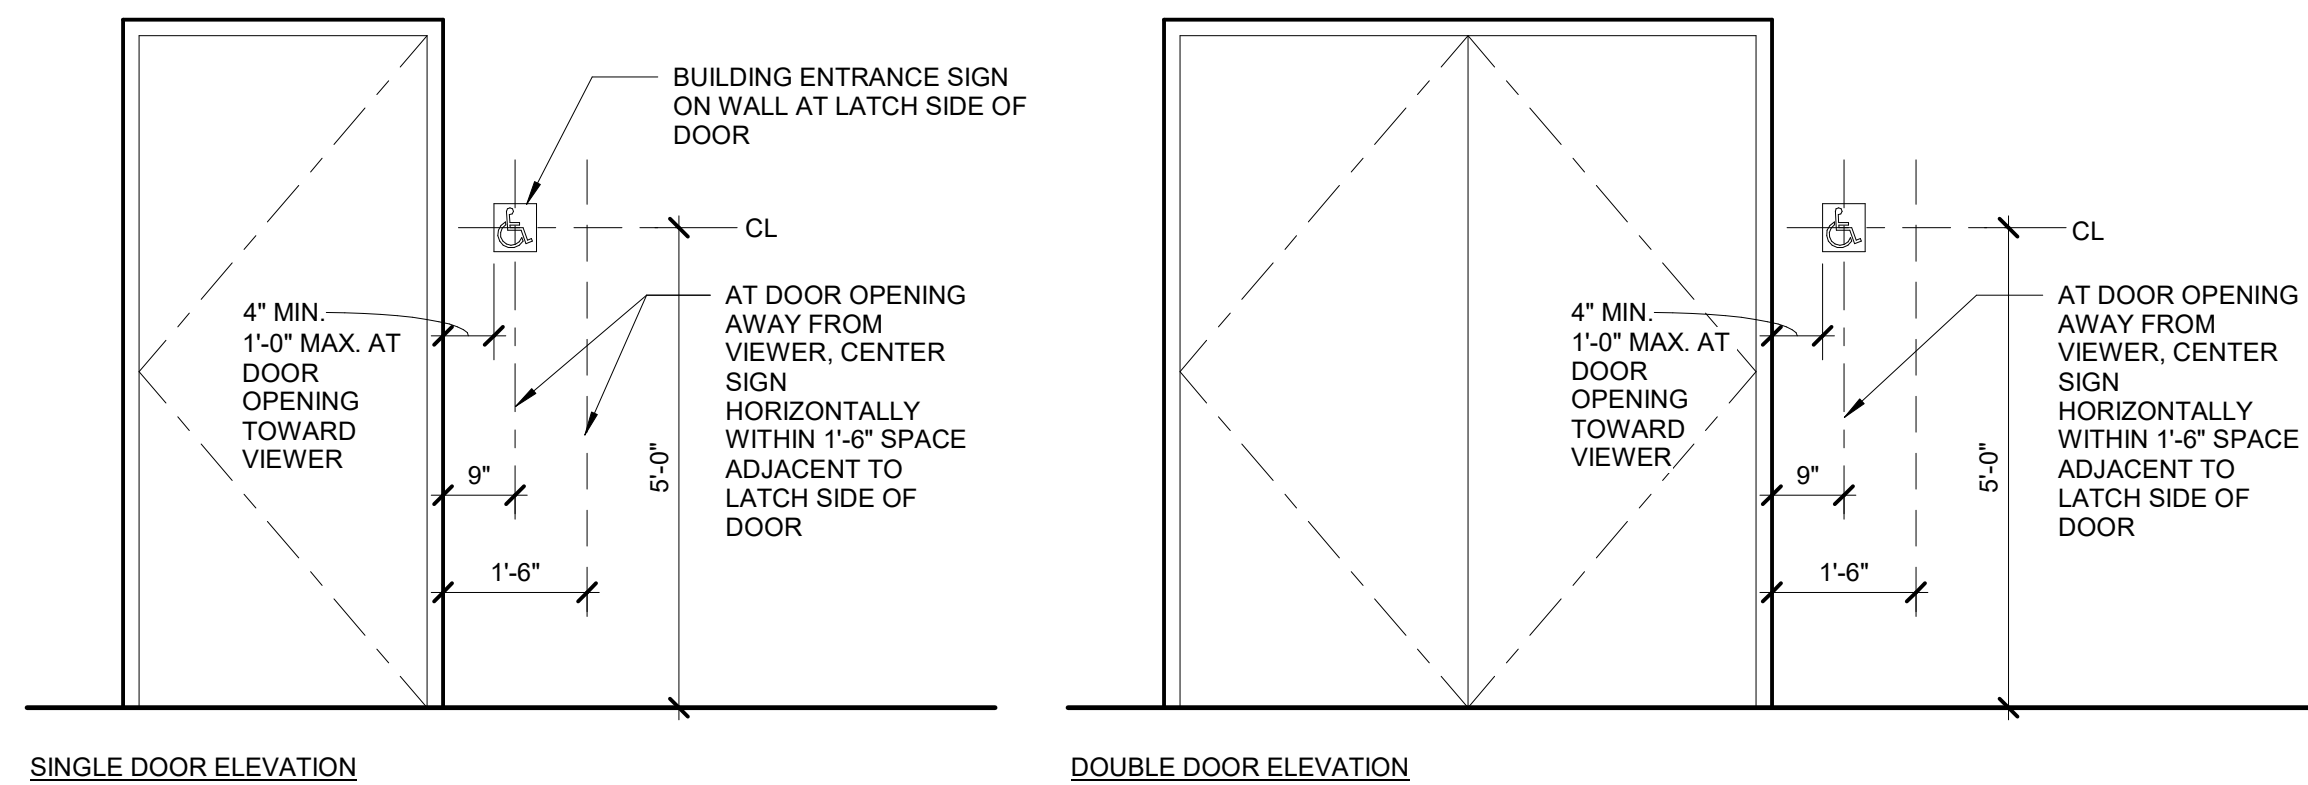 BUILDING ENTRANCE SIGN
ON WALL AT LATCH SIDE OF
DOOR
CL
4" MIN.
1'-0" MAX. AT
DOOR
OPENING
TOWARD
VIEWER
AT DOOR OPENING
AWAY FROM
VIEWER, CENTER
SIGN
HORIZONTALLY
WITHIN 1'-6" SPACE
ADJACENT TO
LATCH SIDE OF
DOOR
9"
5'-0"
1'-6"
SINGLE DOOR ELEVATION
CL
4" MIN.
1'-0" MAX. AT
DOOR
OPENING
TOWARD
VIEWER
AT DOOR OPENING
AWAY FROM
VIEWER, CENTER
SIGN
HORIZONTALLY
WITHIN 1'-6" SPACE
ADJACENT TO
LATCH SIDE OF
DOOR
9"
5'-0"
1'-6"
DOUBLE DOOR ELEVATION